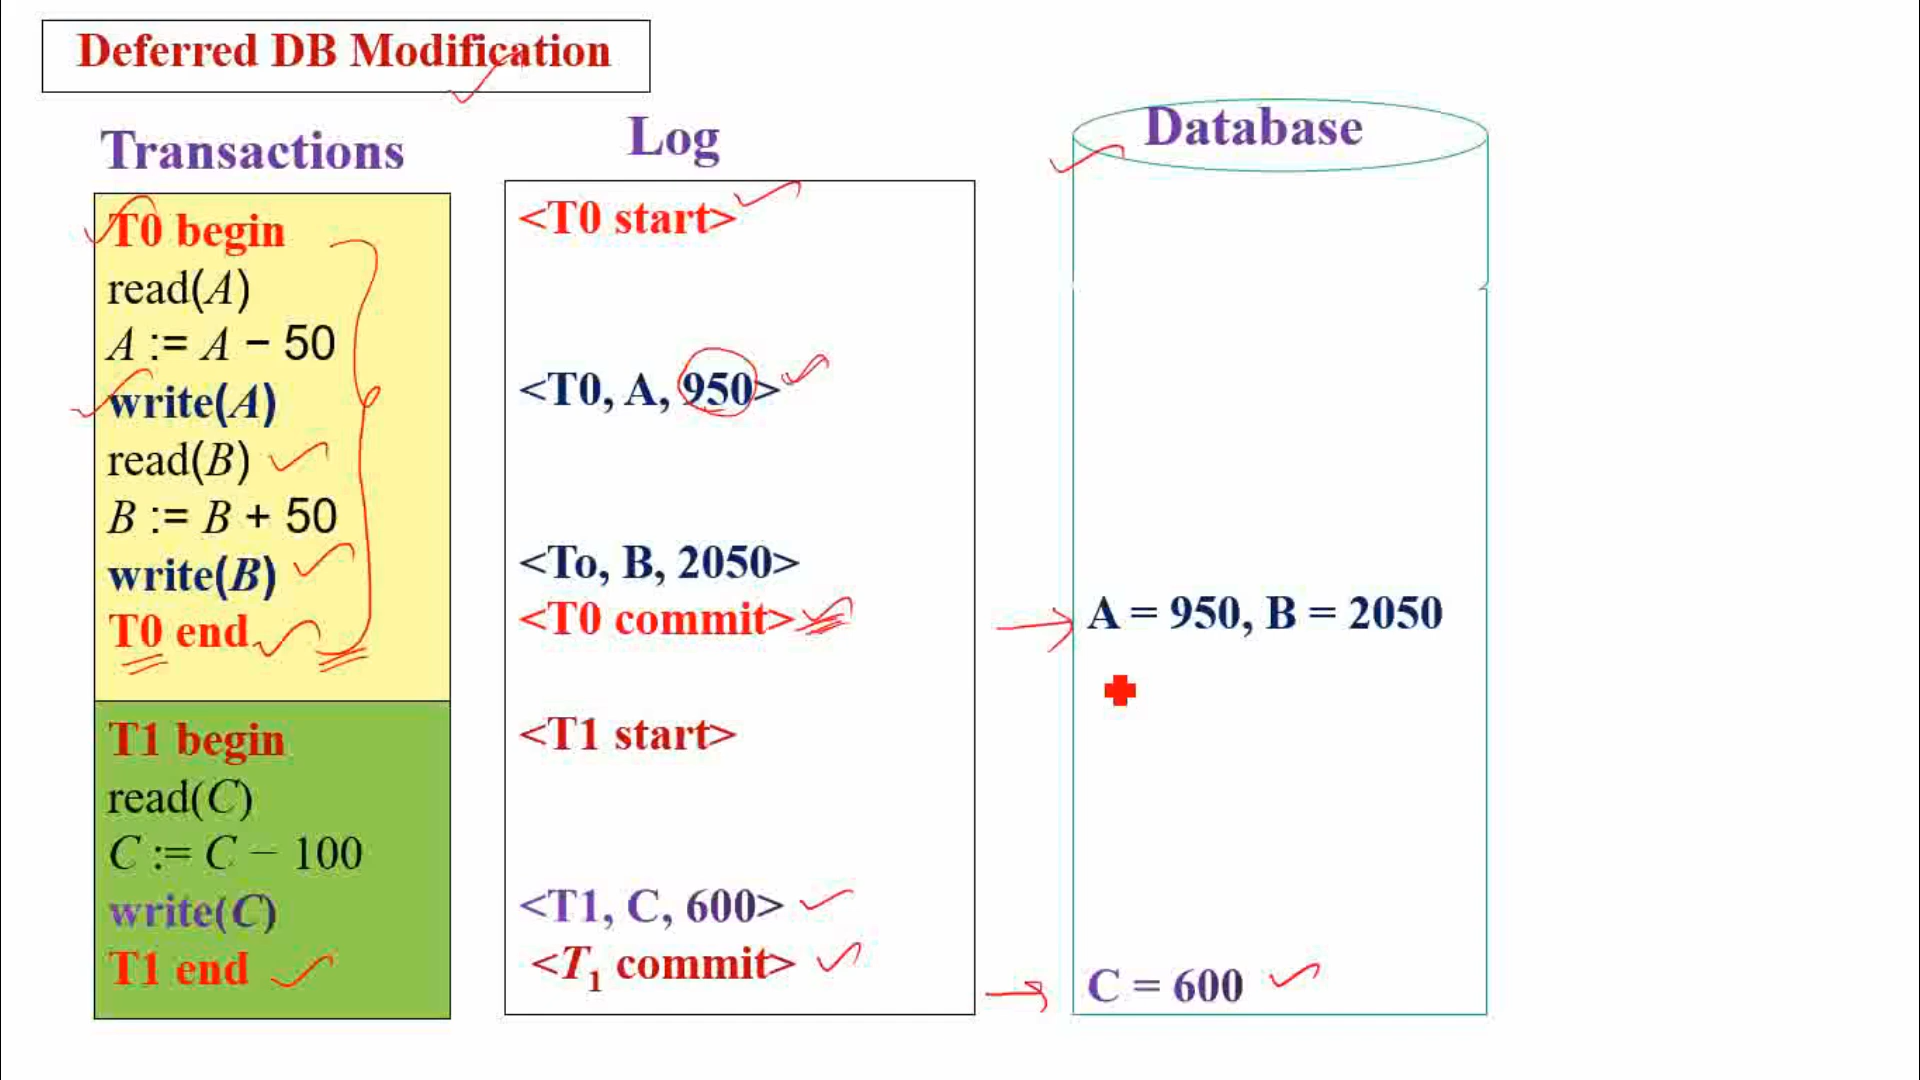 Deferred DB Modification
Transactions
T0 begin
read(A)
A := A − 50
write(A)
read(B)
B := B + 50
write(B)
T0 end
T1 begin
read(C)
C := C − 100
write(C)
T1 end
Log
<T0 start>
<T0, A, 950>
<To, B, 2050>
<T0 commit>
<T1 start>
<T1, C, 600>
<T1 commit>
Database
A = 950, B = 2050
C = 600